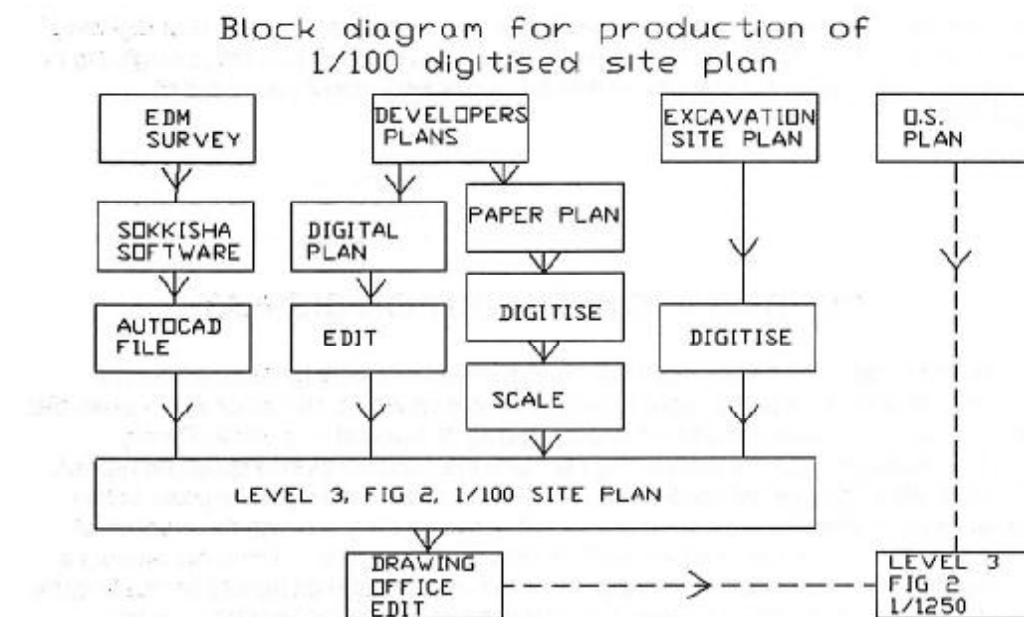 Block diagram for production of
1/100 digitised site plan
EDM
SURVEY
DEVELOPERS
PLANS
EXCAVATION
SITE PLAN
O.S.
PLAN
SOKKISHA
SOFTWARE
DIGITAL
PLAN
PAPER PLAN
AUTOCAD
FILE
EDIT
DIGITISE
DIGITISE
SCALE
LEVEL 3, FIG 2, 1/100 SITE PLAN
DRAWING
OFFICE
EDIT
LEVEL 3
FIG 2
1/1250